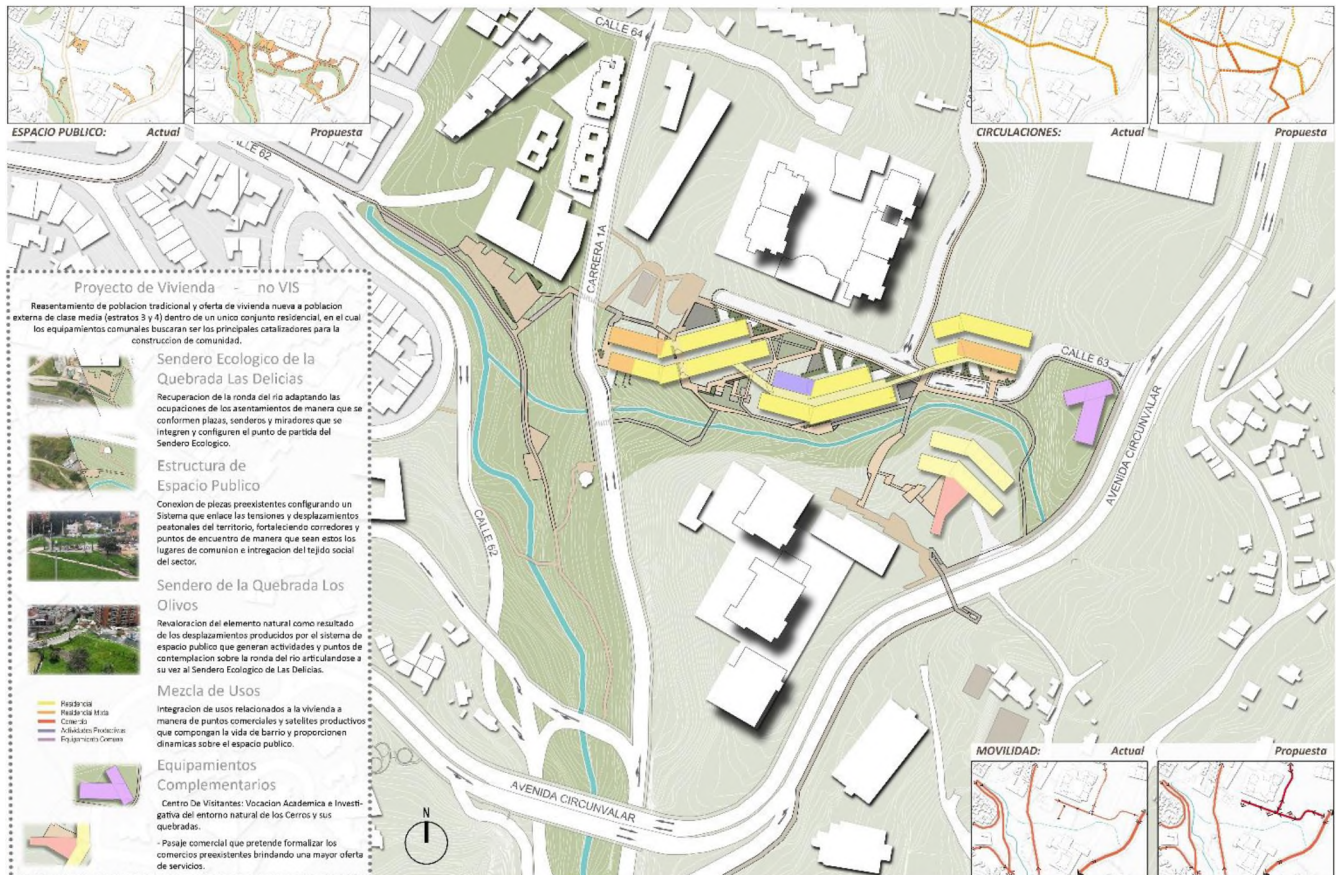 ESPACIO PUBLICO: Actual Propuesta
CALLE 64
CIRCULACIONES: Actual Propuesta
ALLE 62
CARRERA 1A
CALLE 63
AVENIDA CIRCUNVALAR
CALLE 62
AVENIDA CIRCUNVALAR
N
MOVILIDAD: Actual Propuesta
Proyecto de Vivienda - no VIS
Reasentamiento de poblacion tradicional y oferta de vivienda nueva a poblacion
externa de clase media (estratos 3 y 4) dentro de un unico conjunto residencial, en el cual
los equipamientos comunales buscaran ser los principales catalizadores para la
construccion de comunidad.
Sendero Ecologico de la
Quebrada Las Delicias
Recuperacion de la ronda del rio adaptando las
ocupaciones de los asentamientos de manera que se
conformen plazas, senderos y miradores que se
integren y configuren el punto de partida del
Sendero Ecologico.
Estructura de
Espacio Publico
Conexion de piezas preexistentes configurando un
Sistema que enlace las tensiones y desplazamientos
peatonales del territorio, fortaleciendo corredores y
puntos de encuentro de manera que sean estos los
lugares de comunion e intregacion del tejido social
del sector.
Sendero de la Quebrada Los
Olivos
Revaloracion del elemento natural como resultado
de los desplazamientos producidos por el sistema de
espacio publico que generan actividades y puntos de
contemplacion sobre la ronda del rio articulandose a
su vez al Sendero Ecologico de Las Delicias.
Mezcla de Usos
Integracion de usos relacionados a la vivienda a
manera de puntos comerciales y satelites productivos
que compongan la vida de barrio y proporcionen
dinamicas sobre el espacio publico.
Residencial
Residencial Mixta
Comercio
Actividades Productivas
Equipamiento Comunal
Equipamientos
Complementarios
Centro De Visitantes: Vocacion Academica e Investi-
gativa del entorno natural de los Cerros y sus
quebradas.
- Pasaje comercial que pretende formalizar los
comercios preexistentes brindando una mayor oferta
de servicios.